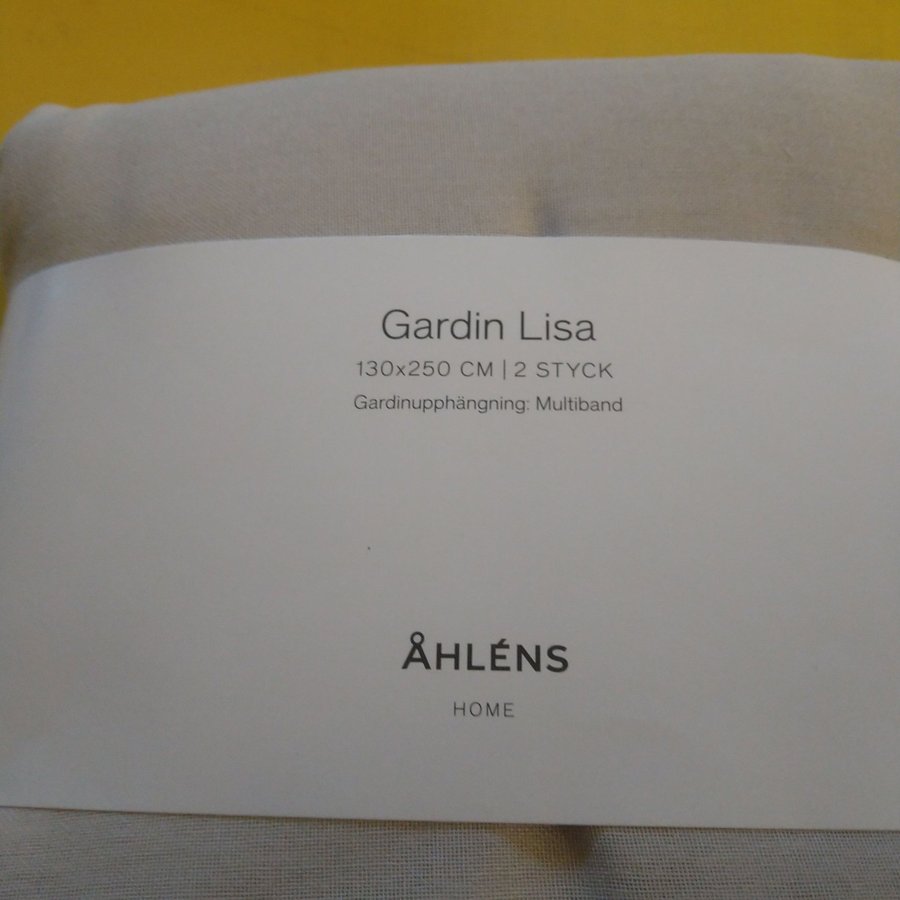 Gardin Lisa
130x250 CM | 2 STYCK
Gardinupphängning: Multiband
ÅHLÉNS
HOME